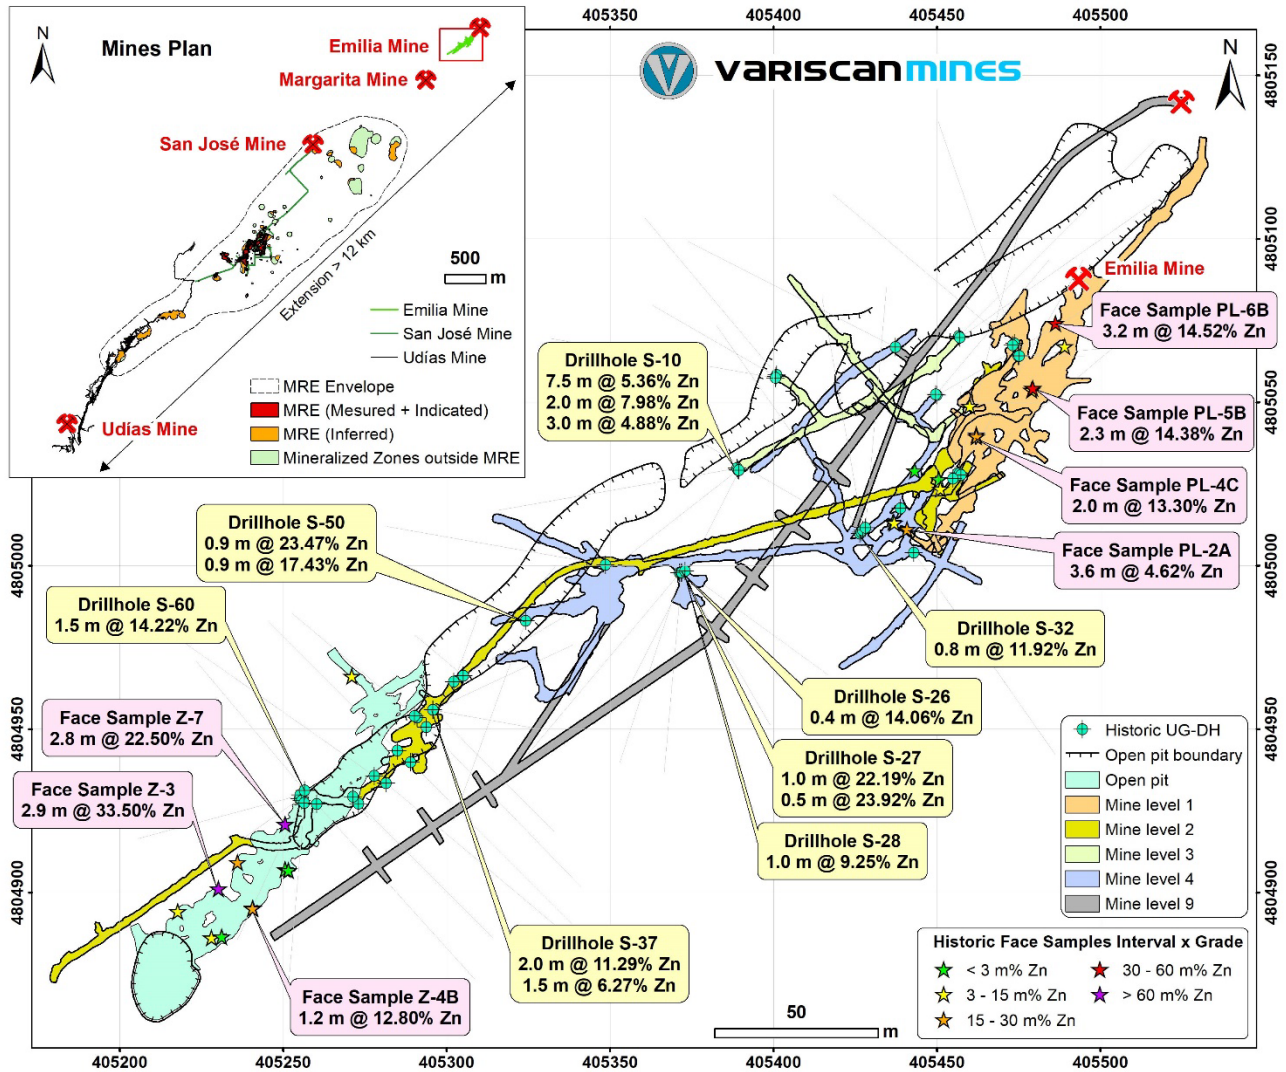 405350
405400
405450
405500
N
Mines Plan
Emilia Mine
Margarita Mine
San José Mine
Extension > 12 km
500
m
Emilia Mine
San José Mine
Udías Mine
MRE Envelope
MRE (Mesured + Indicated)
MRE (Inferred)
Mineralized Zones outside MRE
Udías Mine
V
VARISCANMINES
N
4805150
4805100
4805050
4805000
4804950
4804900
Emilia Mine
Face Sample PL-6B
3.2 m @ 14.52% Zn
Face Sample PL-5B
2.3 m @ 14.38% Zn
Face Sample PL-4C
2.0 m @ 13.30% Zn
Face Sample PL-2A
3.6 m @ 4.62% Zn
Drillhole S-10
7.5 m @ 5.36% Zn
2.0 m @ 7.98% Zn
3.0 m @ 4.88% Zn
Drillhole S-50
0.9 m @ 23.47% Zn
0.9 m @ 17.43% Zn
Drillhole S-60
1.5 m @ 14.22% Zn
Drillhole S-32
0.8 m @ 11.92% Zn
Drillhole S-26
0.4 m @ 14.06% Zn
Drillhole S-27
1.0 m @ 22.19% Zn
0.5 m @ 23.92% Zn
Drillhole S-28
1.0 m @ 9.25% Zn
Face Sample Z-7
2.8 m @ 22.50% Zn
Face Sample Z-3
2.9 m @ 33.50% Zn
Drillhole S-37
2.0 m @ 11.29% Zn
1.5 m @ 6.27% Zn
Face Sample Z-4B
1.2 m @ 12.80% Zn
Historic UG-DH
Open pit boundary
Open pit
Mine level 1
Mine level 2
Mine level 3
Mine level 4
Mine level 9
Historic Face Samples Interval x Grade
< 3 m% Zn
3 - 15 m% Zn
15 - 30 m% Zn
30 - 60 m% Zn
> 60 m% Zn
50
m
4805000
4804950
4804900
405200
405250
405300
405350
405400
405450
405500